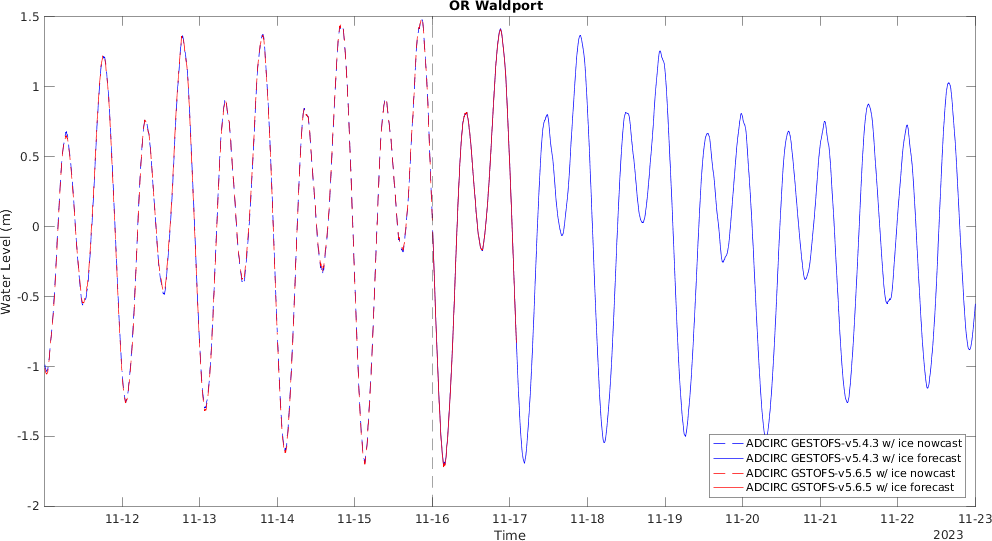 OR Waldport
1.5
1
0.5
0
-0.5
-1
-1.5
-2
Water Level (m)
11-12 11-13 11-14 11-15 11-16 11-17 11-18 11-19 11-20 11-21 11-22 11-23
Time
2023
ADCIRC GESTOFS-v5.4.3 w/ ice nowcast
ADCIRC GESTOFS-v5.4.3 w/ ice forecast
ADCIRC GSTOFS-v5.6.5 w/ ice nowcast
ADCIRC GSTOFS-v5.6.5 w/ ice forecast